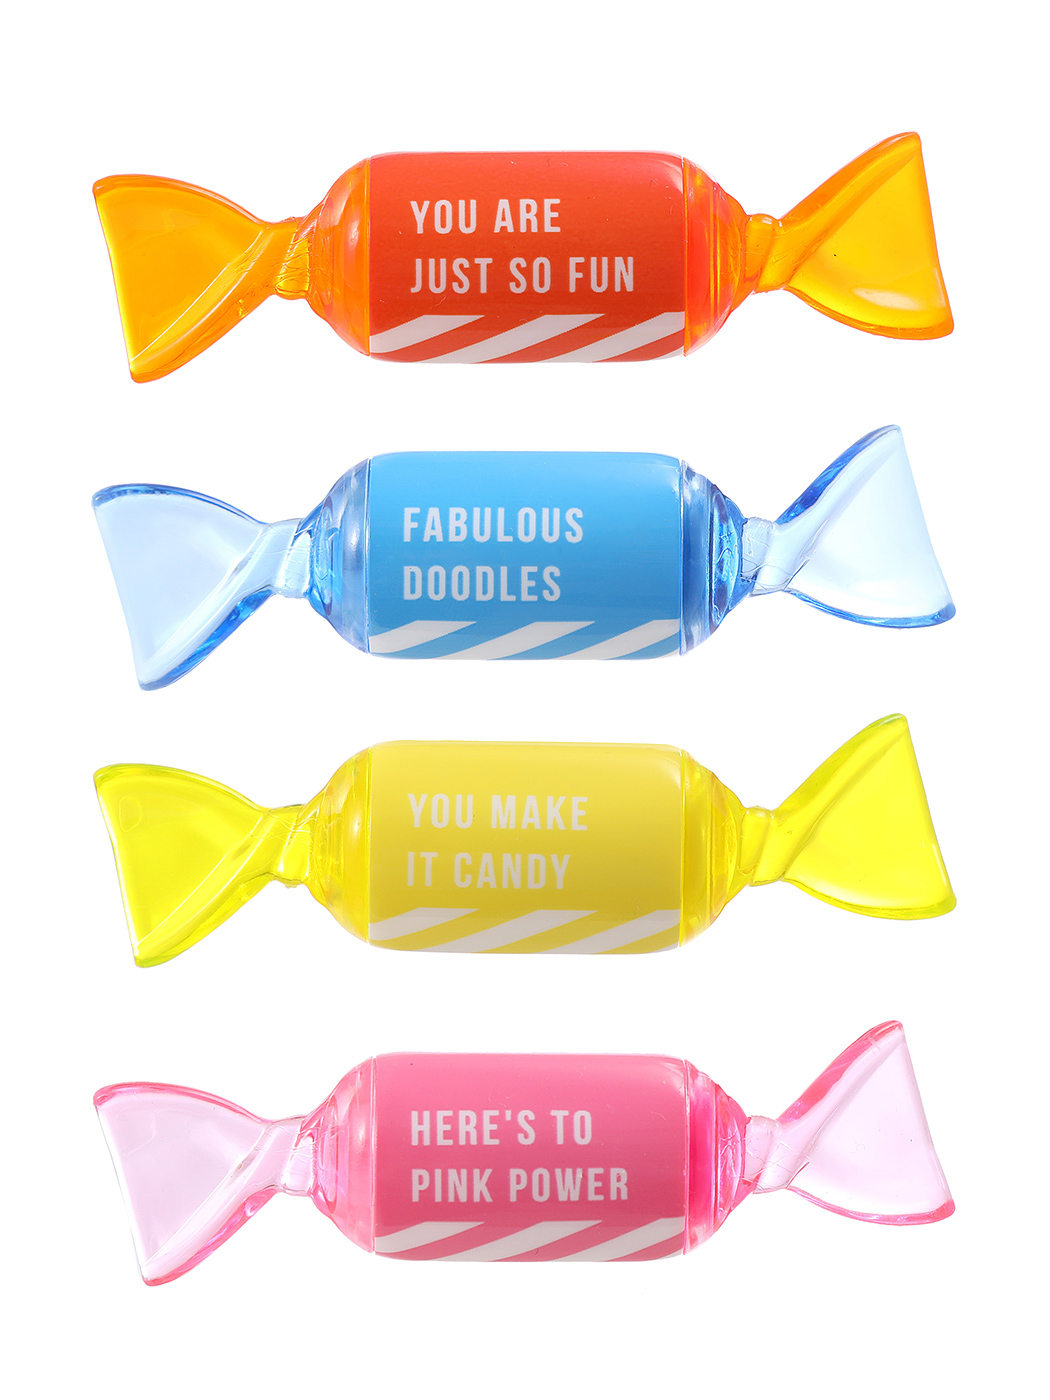 YOU ARE
JUST SO FUN
FABULOUS
DOODLES
YOU MAKE
IT CANDY
HERE'S TO
PINK POWER